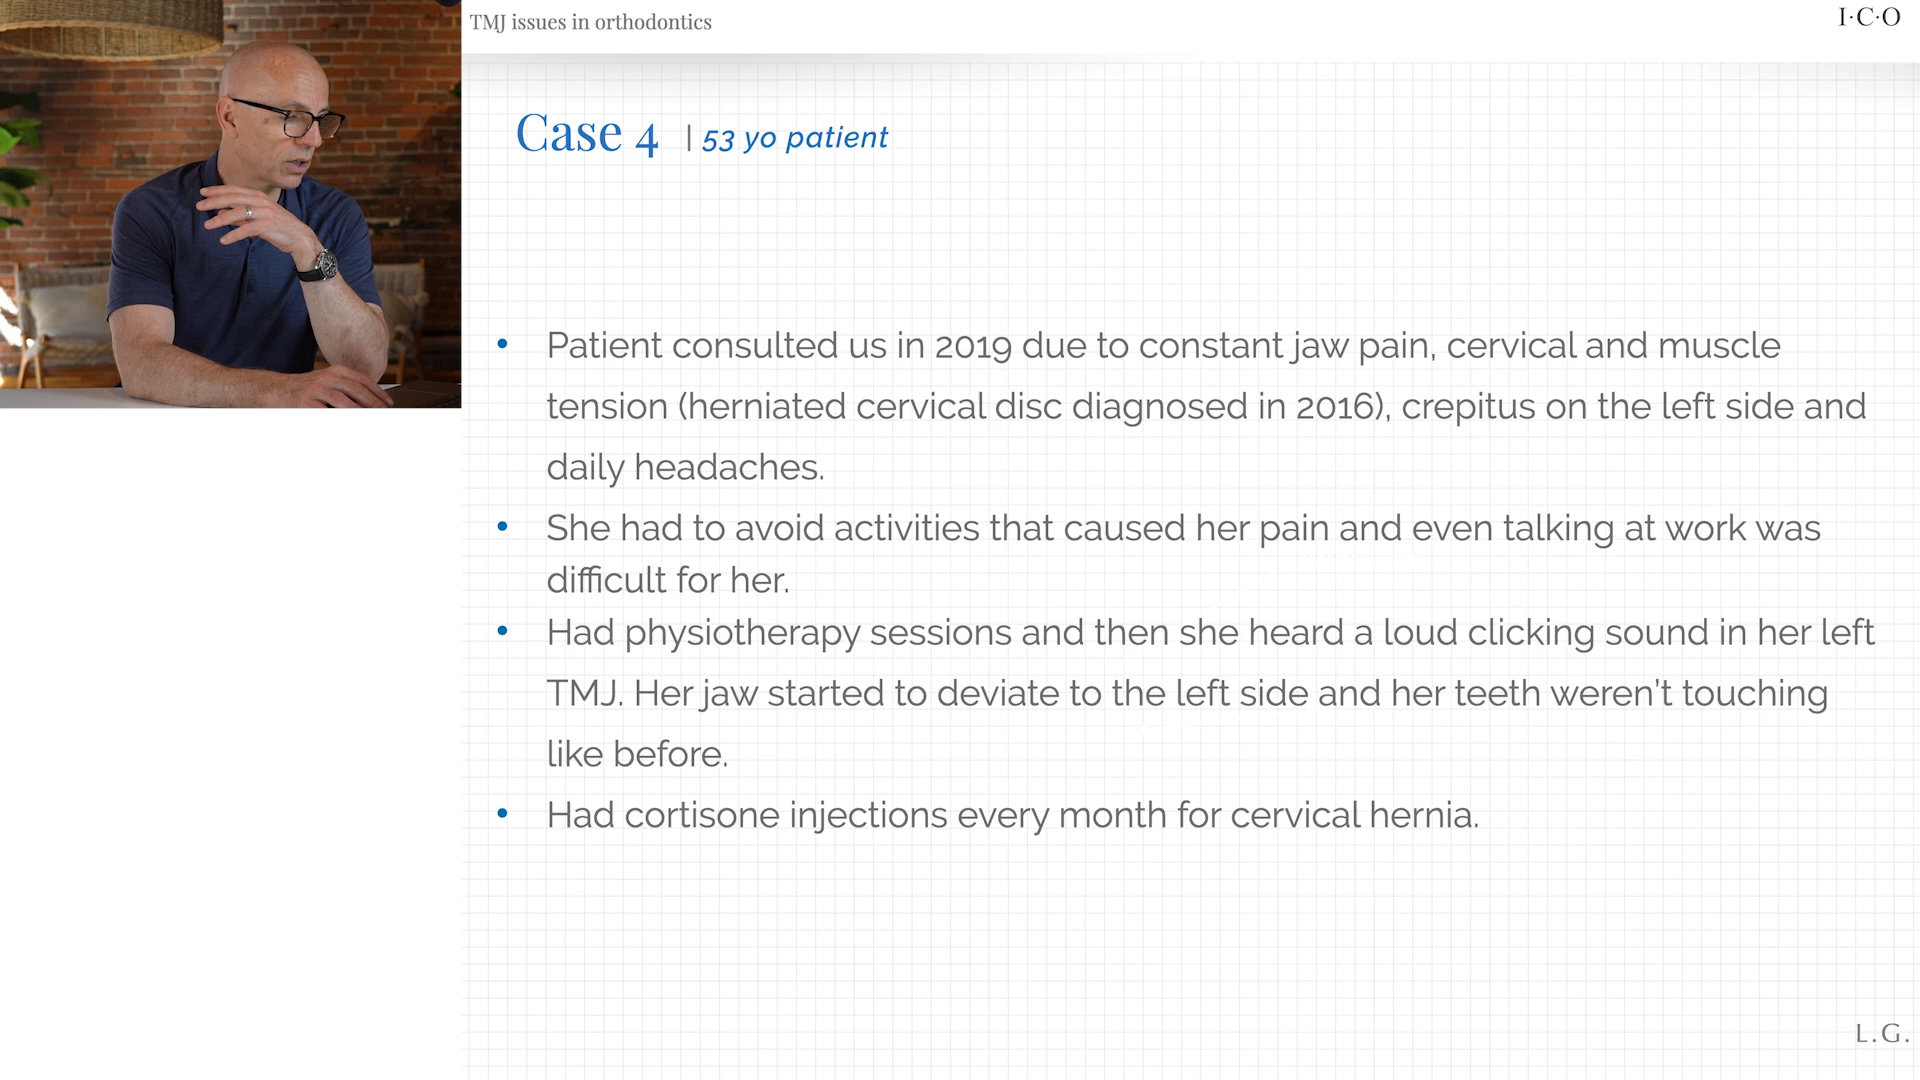 TMJ issues in orthodontics
I·C·O
Case 4 | 53 yo patient
• Patient consulted us in 2019 due to constant jaw pain, cervical and muscle
tension (herniated cervical disc diagnosed in 2016), crepitus on the left side and
daily headaches.
• She had to avoid activities that caused her pain and even talking at work was
difficult for her.
• Had physiotherapy sessions and then she heard a loud clicking sound in her left
TMJ. Her jaw started to deviate to the left side and her teeth weren’t touching
like before.
• Had cortisone injections every month for cervical hernia.
L.G.